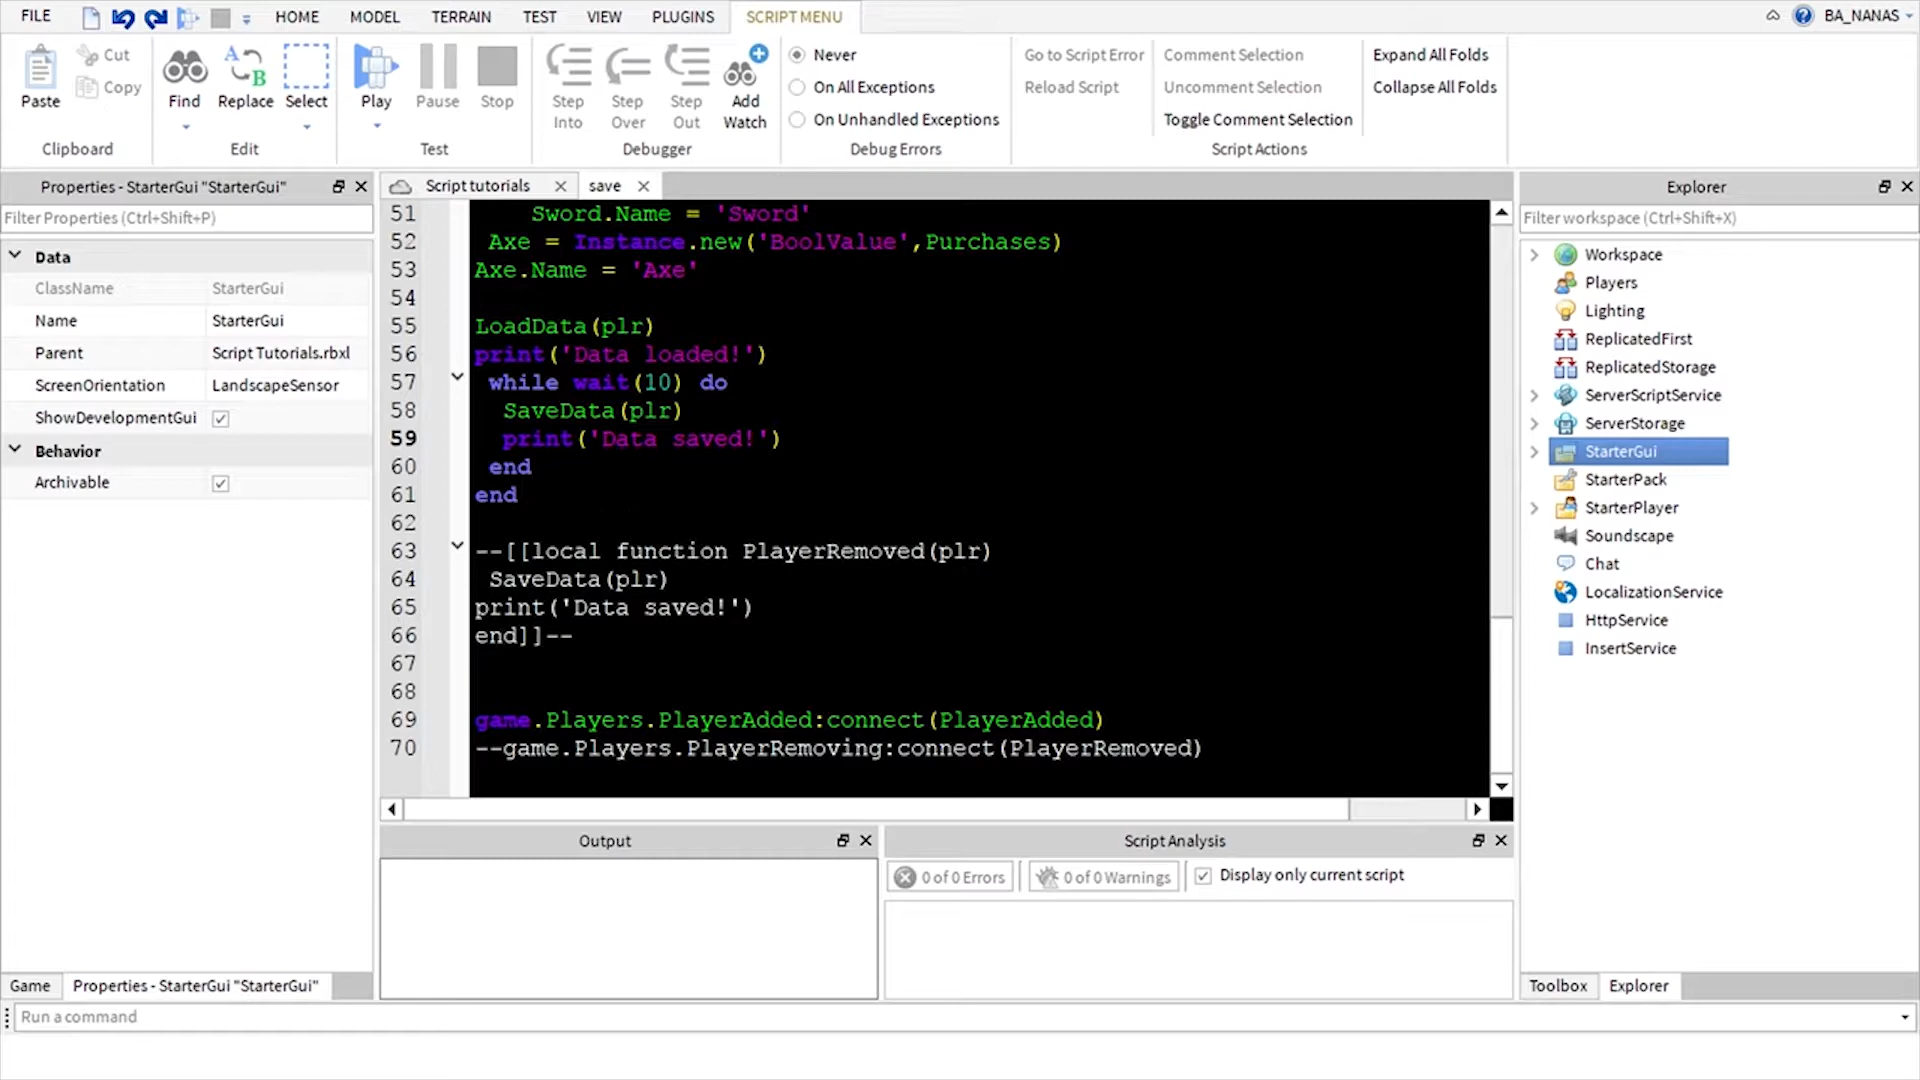 FILE
HOME
MODEL
TERRAIN
TEST
VIEW
PLUGINS
SCRIPT MENU
BA_NANAS
Paste
Cut
Copy
Clipboard
Find
Replace
Select
Edit
Play
Pause
Stop
Test
Step Into
Step Over
Step Out
Add Watch
Debugger
Never
On All Exceptions
On Unhandled Exceptions
Debug Errors
Go to Script Error
Reload Script
Comment Selection
Uncomment Selection
Toggle Comment Selection
Script Actions
Expand All Folds
Collapse All Folds
Properties - StarterGui "StarterGui"
Filter Properties (Ctrl+Shift+P)
Data
ClassName StarterGui
Name StarterGui
Parent Script Tutorials.rbxl
ScreenOrientation LandscapeSensor
ShowDevelopmentGui
Behavior
Archivable
Script tutorials
save
51 Sword.Name = 'Sword'
52 Axe = Instance.new('BoolValue',Purchases)
53 Axe.Name = 'Axe'
54
55 LoadData(plr)
56 print('Data loaded!')
57 while wait(10) do
58 SaveData(plr)
59 print('Data saved!')
60 end
61 end
62
63 --[[local function PlayerRemoved(plr)
64 SaveData(plr)
65 print('Data saved!')
66 end]]--
67
68
69 game.Players.PlayerAdded:connect(PlayerAdded)
70 --game.Players.PlayerRemoving:connect(PlayerRemoved)
Output
Script Analysis
0 of 0 Errors
0 of 0 Warnings
Display only current script
Explorer
Filter workspace (Ctrl+Shift+X)
Workspace
Players
Lighting
ReplicatedFirst
ReplicatedStorage
ServerScriptService
ServerStorage
StarterGui
StarterPack
StarterPlayer
Soundscape
Chat
LocalizationService
HttpService
InsertService
Game
Properties - StarterGui "StarterGui"
Toolbox
Explorer
Run a command